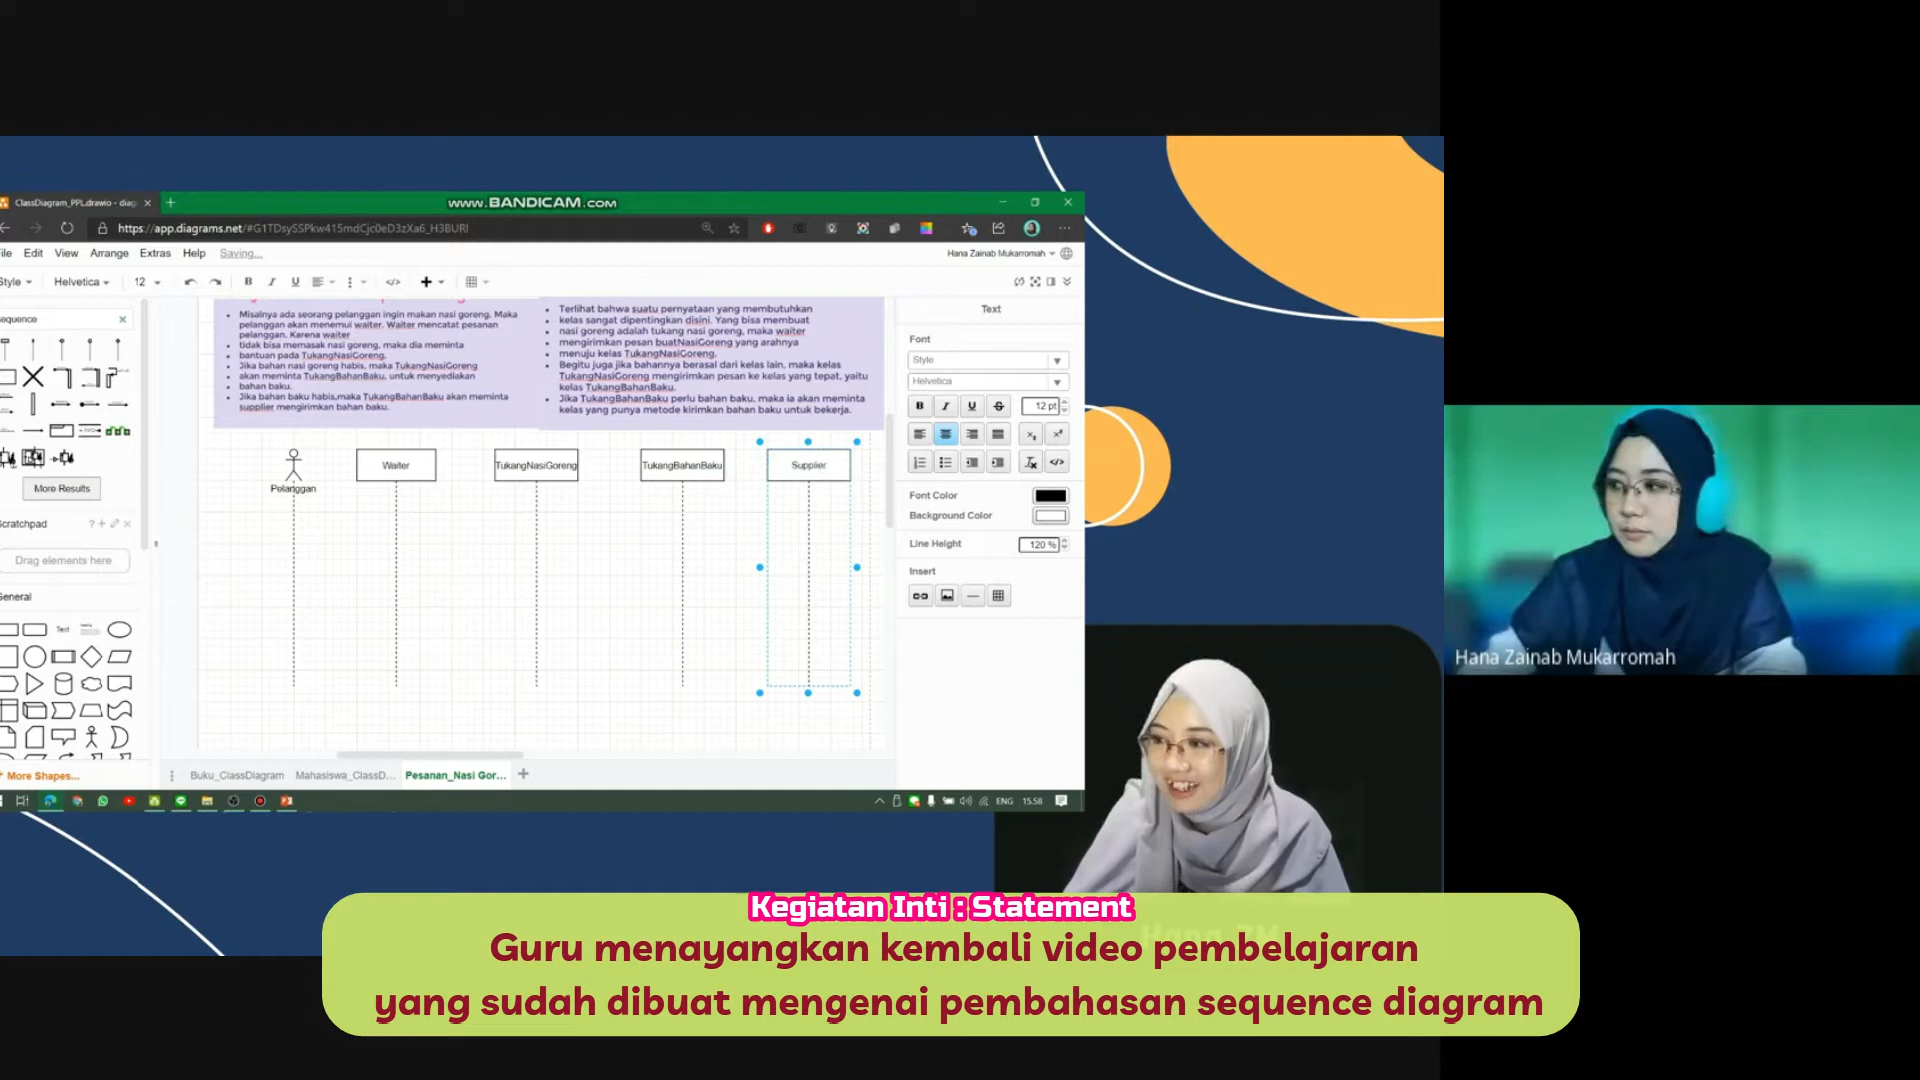 ClassDiagram_PPL.drawio - diag
www.BANDICAM.com
https://app.diagrams.net/#G1TDsySSPkw415mdCjc0eD3zXa6_H3BURI
ile Edit View Arrange Extras Help Saving...
Hana Zainab Mukarromah
Style Helvetica 12
equence
More Results
Scratchpad
Drag elements here
General
Text
More Shapes...
Misalnya ada seorang pelanggan ingin makan nasi goreng. Maka
pelanggan akan menemui waiter. Waiter mencatat pesanan
pelanggan. Karena waiter
tidak bisa memasak nasi goreng, maka dia meminta
bantuan pada TukangNasiGoreng.
Jika bahan nasi goreng habis, maka TukangNasiGoreng
akan meminta TukangBahanBaku, untuk menyediakan
bahan baku.
Jika bahan baku habis,maka TukangBahanBaku akan meminta
supplier mengirimkan bahan baku.
Terlihat bahwa suatu pernyataan yang membutuhkan
kelas sangat dipentingkan disini. Yang bisa membuat
nasi goreng adalah tukang nasi goreng, maka waiter
mengirimkan pesan buatNasiGoreng yang arahnya
menuju kelas TukangNasiGoreng.
Begitu juga jika bahannya berasal dari kelas lain, maka kelas
TukangNasiGoreng mengirimkan pesan ke kelas yang tepat, yaitu
kelas TukangBahanBaku.
Jika TukangBahanBaku perlu bahan baku, maka ia akan meminta
kelas yang punya metode kirimkan bahan baku untuk bekerja.
Pelanggan
Waiter
TukangNasiGoreng
TukangBahanBaku
Supplier
Text
Font
Style
Helvetica
B I U S 12 pt
Font Color
Background Color
Line Height 120 %
Insert
Buku_ClassDiagram Mahasiswa_ClassD... Pesanan_Nasi Gor...
ENG 15.58
Hana Zainab Mukarromah
Kegiatan Inti : Statement
Guru menayangkan kembali video pembelajaran
yang sudah dibuat mengenai pembahasan sequence diagram